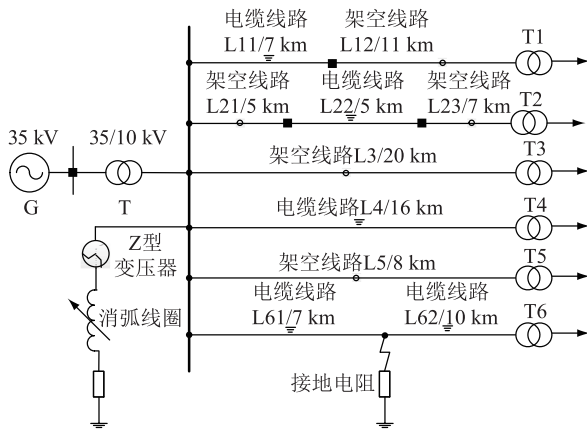 电缆线路 架空线路
L11/7 km L12/11 km T1
架空线路 电缆线路 架空线路
L21/5 km L22/5 km L23/7 km T2
35 kV 35/10 kV
架空线路L3/20 km T3
G T
电缆线路L4/16 km T4
Z型
变压器
架空线路L5/8 km T5
消弧线圈
电缆线路 电缆线路
L61/7 km L62/10 km T6
接地电阻